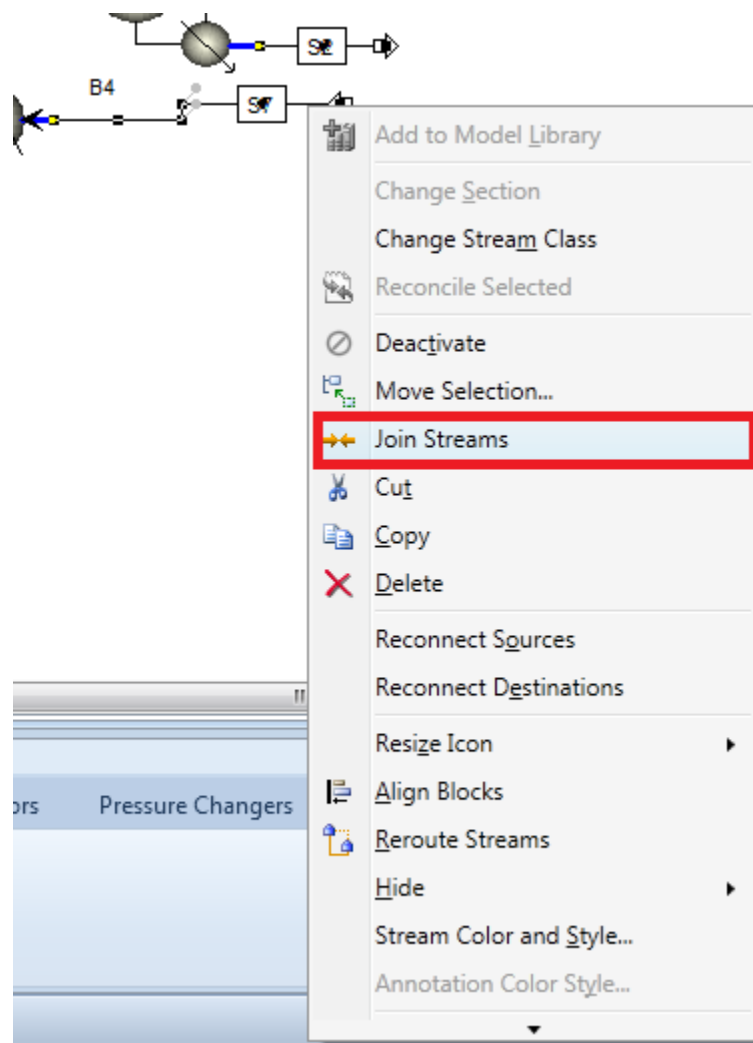 B4
Add to Model Library
Change Section
Change Stream Class
Reconcile Selected
Deactivate
Move Selection...
Join Streams
Cut
Copy
Delete
Reconnect Sources
Reconnect Destinations
Resize Icon
ors Pressure Changers
Align Blocks
Reroute Streams
Hide
Stream Color and Style...
Annotation Color Style...